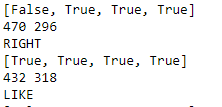 [False, True, True, True]
470 296
RIGHT
[True, True, True, True]
432 318
LIKE